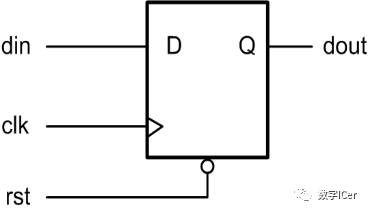 din D Q dout
clk
rst
数字ICer